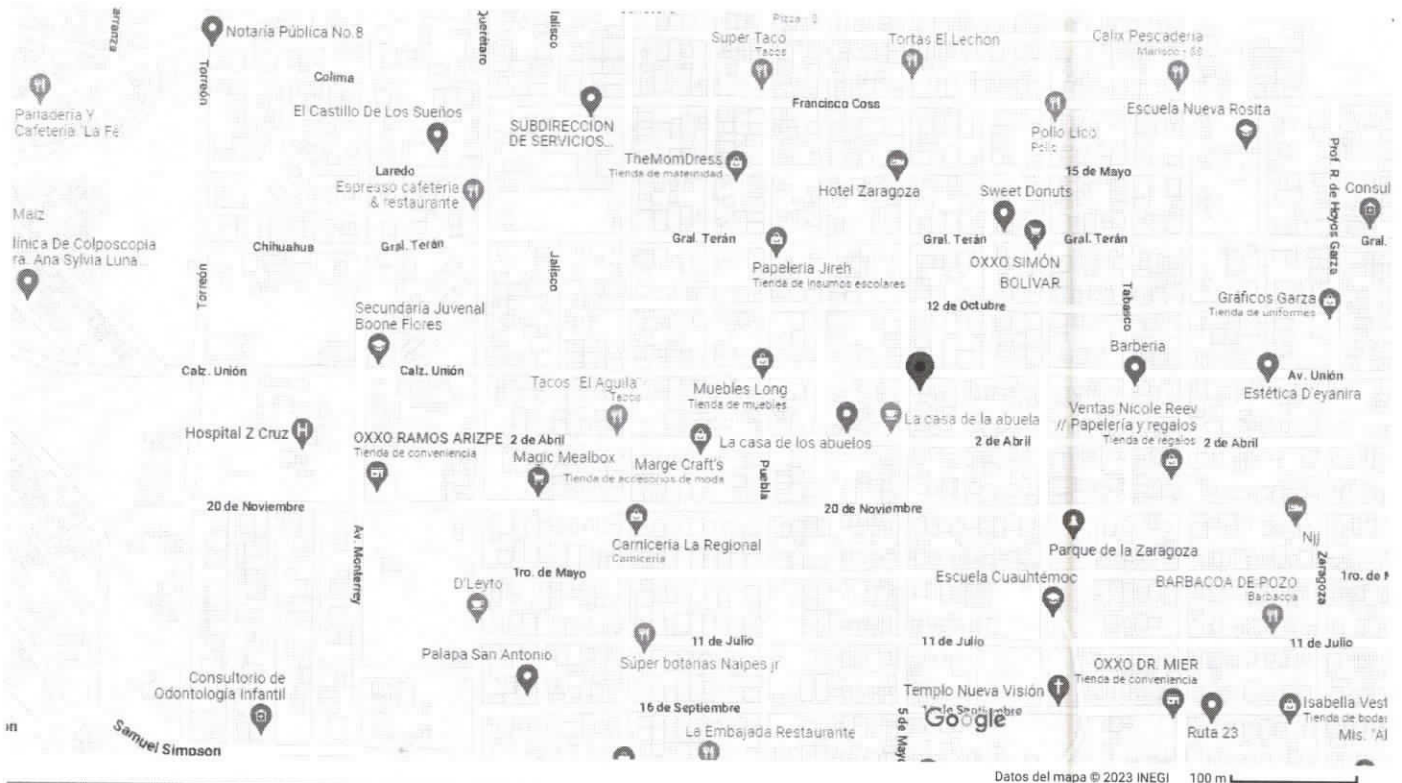 Notaría Pública No.8
Torreón
Querétaro
Jalisco
Colima
Super Taco
Tacos
Tortas El Lechon
Calix Pescaderia
Panadería Y
Cafetería "La Fe
El Castillo De Los Sueños
SUBDIRECCIÓN
DE SERVICIOS...
Francisco Coss
Pollo Lico
Pollo
Escuela Nueva Rosita
Laredo
Espresso cafetería
& restaurante
TheMomDress
Tienda de maternidad
Hotel Zaragoza
15 de Mayo
Sweet Donuts
Prof. R de Hoyos Garza
Consul
Maiz
línica De Colposcopia
ra. Ana Sylvia Luna...
Chihuahua
Gral. Terán
Gral. Terán
Gral. Terán
Gral. Terán
Gral.
Torreón
Jalisco
Papelería Jireh
Tienda de insumos escolares
OXXO SIMÓN
BOLIVAR
Secundaria Juvenal
Boone Flores
12 de Octubre
Tabasco
Gráficos Garza
Tienda de uniformes
Calz. Unión
Calz. Unión
Barberia
Av. Unión
Tacos "El Aguila"
Tacos
Muebles Long
Tienda de muebles
Estética D'eyanira
Hospital Z Cruz
OXXO RAMOS ARIZPE
Tienda de conveniencia
2 de Abril
Magic Mealbox
Marge Craft's
Tienda de accesorios de moda
La casa de los abuelos
La casa de la abuela
2 de Abril
Ventas Nicole Reev
// Papelería y regalos
Tienda de regalos
2 de Abril
Puebla
20 de Noviembre
20 de Noviembre
Av. Monterrey
Carnicería La Regional
Carnicería
Parque de la Zaragoza
Njj
Zaragoza
1ro. de Mayo
D'Leyto
Escuela Cuauhtémoc
BARBACOA DE POZO
Barbacoa
1ro. de
11 de Julio
11 de Julio
11 de Julio
Palapa San Antonio
Súper botanas Naipes jr
OXXO DR. MIER
Tienda de conveniencia
Consultorio de
Odontología Infantil
Templo Nueva Visión
16 de Septiembre
5 de Mayo
Google
Ruta 23
Isabella Vest
Samuel Simpson
La Embajada Restaurante
Datos del mapa © 2023 INEGI
100 m